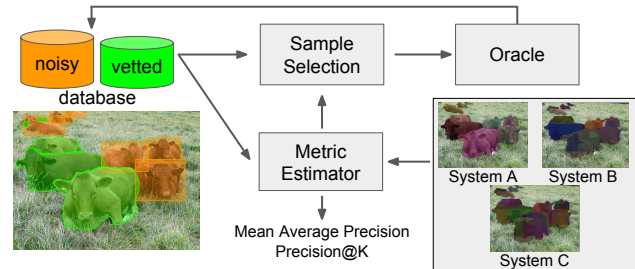 noisy
vetted
database
Sample
Selection
Oracle
Metric
Estimator
Mean Average Precision
Precision@K
System A
System B
System C